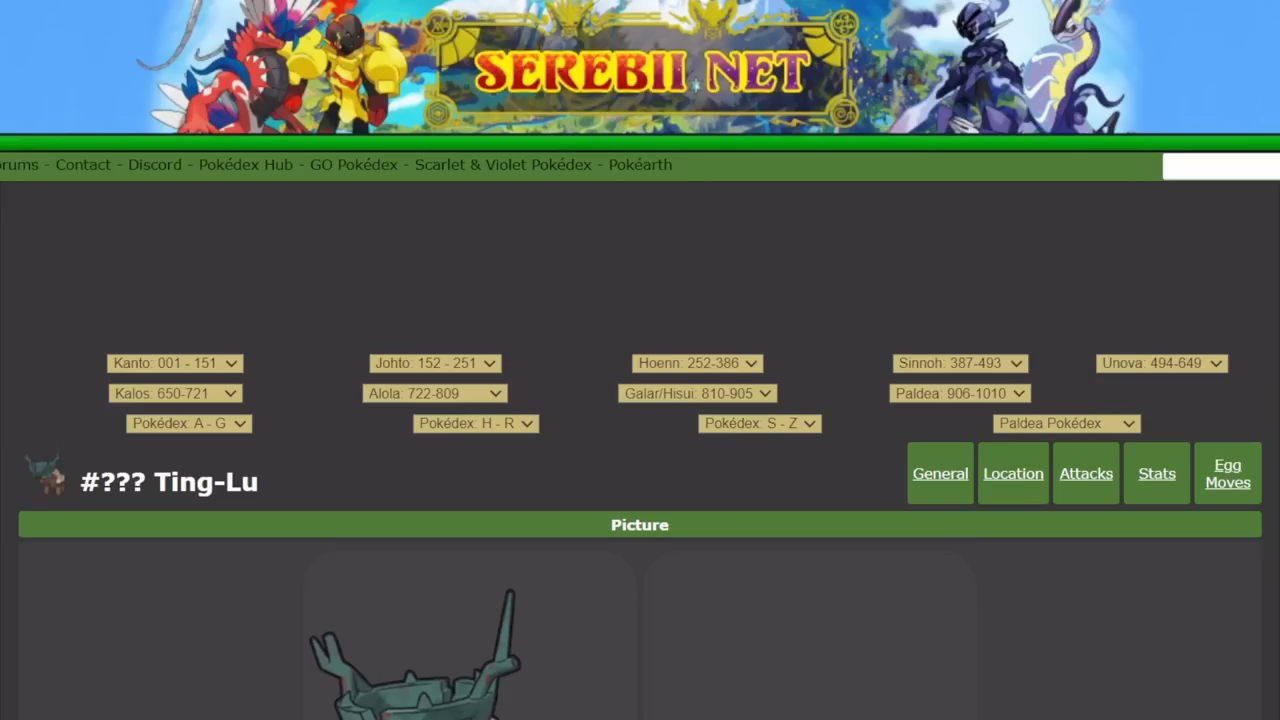 SEREBII.NET
orums - Contact - Discord - Pokédex Hub - GO Pokédex - Scarlet & Violet Pokédex - Pokéarth
Kanto: 001 - 151 Johto: 152 - 251 Hoenn: 252-386 Sinnoh: 387-493 Unova: 494-649
Kalos: 650-721 Alola: 722-809 Galar/Hisui: 810-905 Paldea: 906-1010
Pokédex: A - G Pokédex: H - R Pokédex: S - Z Paldea Pokédex
#??? Ting-Lu
General Location Attacks Stats Egg Moves
Picture